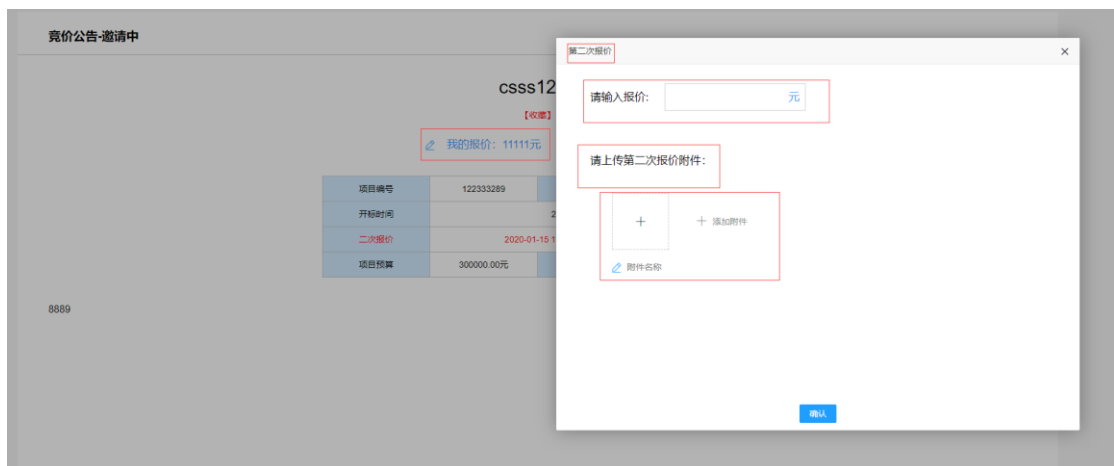 竞价公告-邀请中
csss12
【收藏】
我的报价：11111元
项目编号 122333289
开标时间 2
二次报价 2020-01-15 1
项目预算 300000.00元
8889
第二次报价 ×
请输入报价: 元
请上传第二次报价附件：
+ 添加附件
附件名称
确认